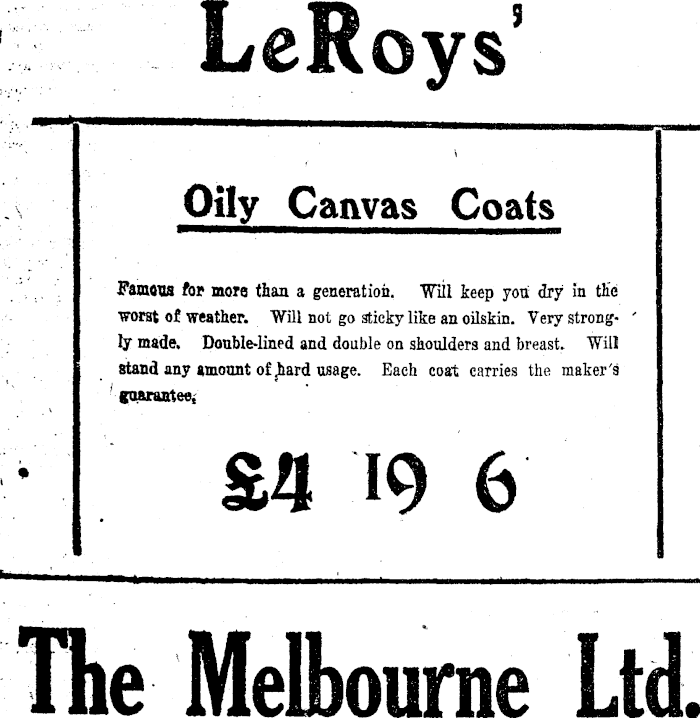 LeRoys'
Oily Canvas Coats
Famous for more than a generation. Will keep you dry in the
worst of weather. Will not go sticky like an oilskin. Very strong-
ly made. Double-lined and double on shoulders and breast. Will
stand any amount of hard usage. Each coat carries the maker's
guarantee.
£4 19 6
The Melbourne Ltd.